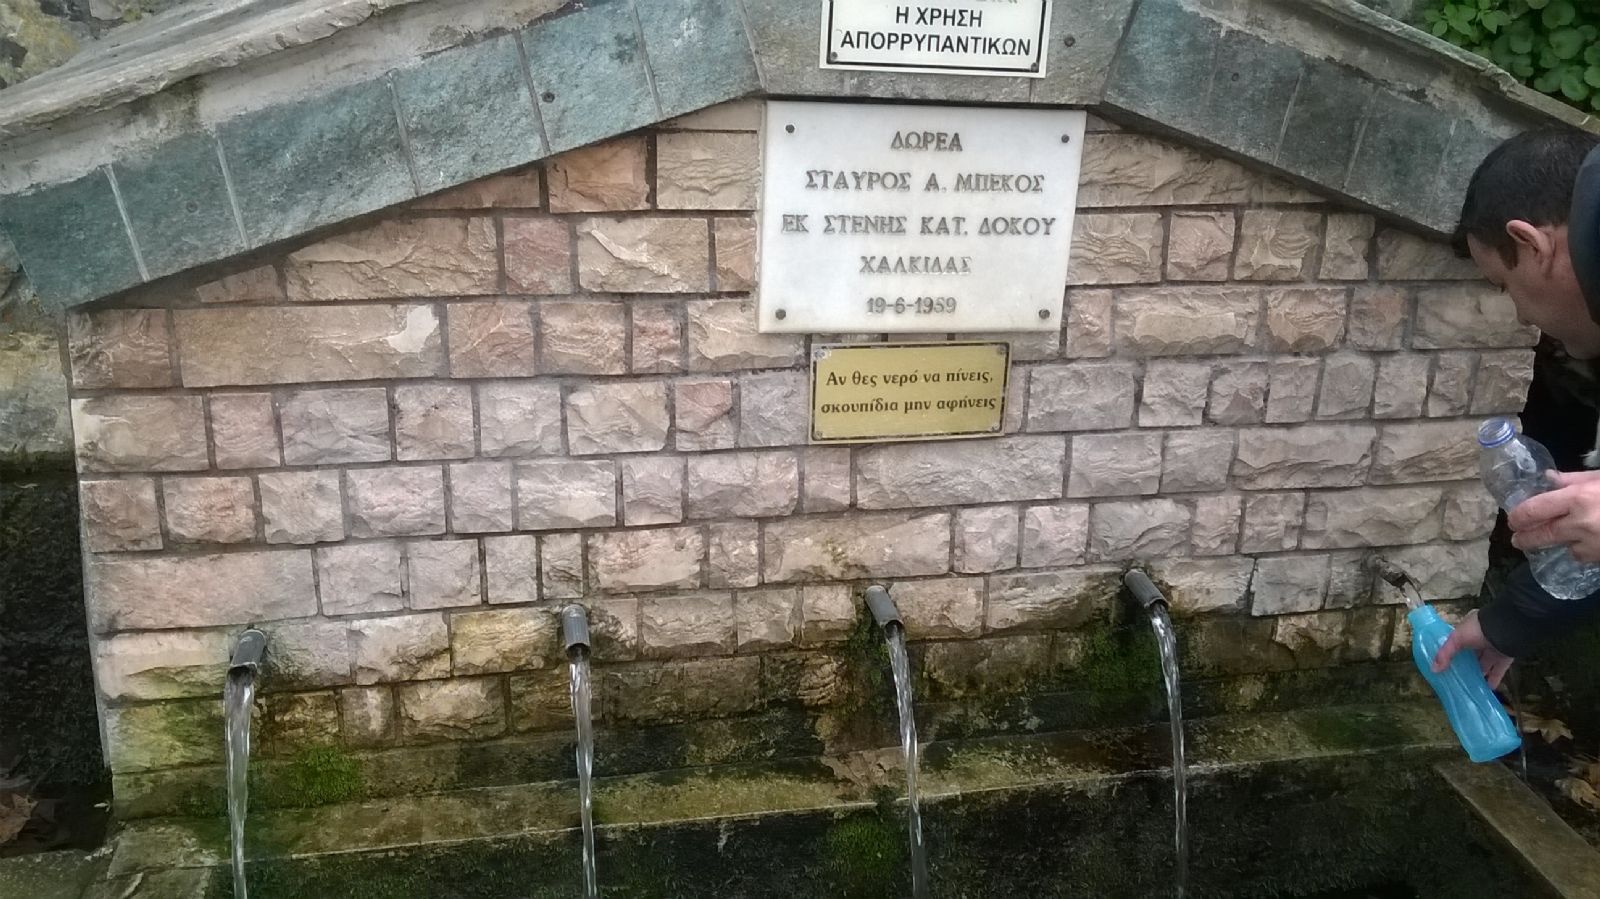 Η ΧΡΗΣΗ
ΑΠΟΡΡΥΠΑΝΤΙΚΩΝ
ΔΩΡΕΑ
ΣΤΑΥΡΟΣ Α. ΜΠΕΚΟΣ
ΕΚ ΣΤΕΝΗΣ ΚΑΤ. ΔΟΚΟΥ
ΧΑΛΚΙΔΑΣ
19-6-1959
Αν θες νερό να πίνεις,
σκουπίδια μην αφήνεις